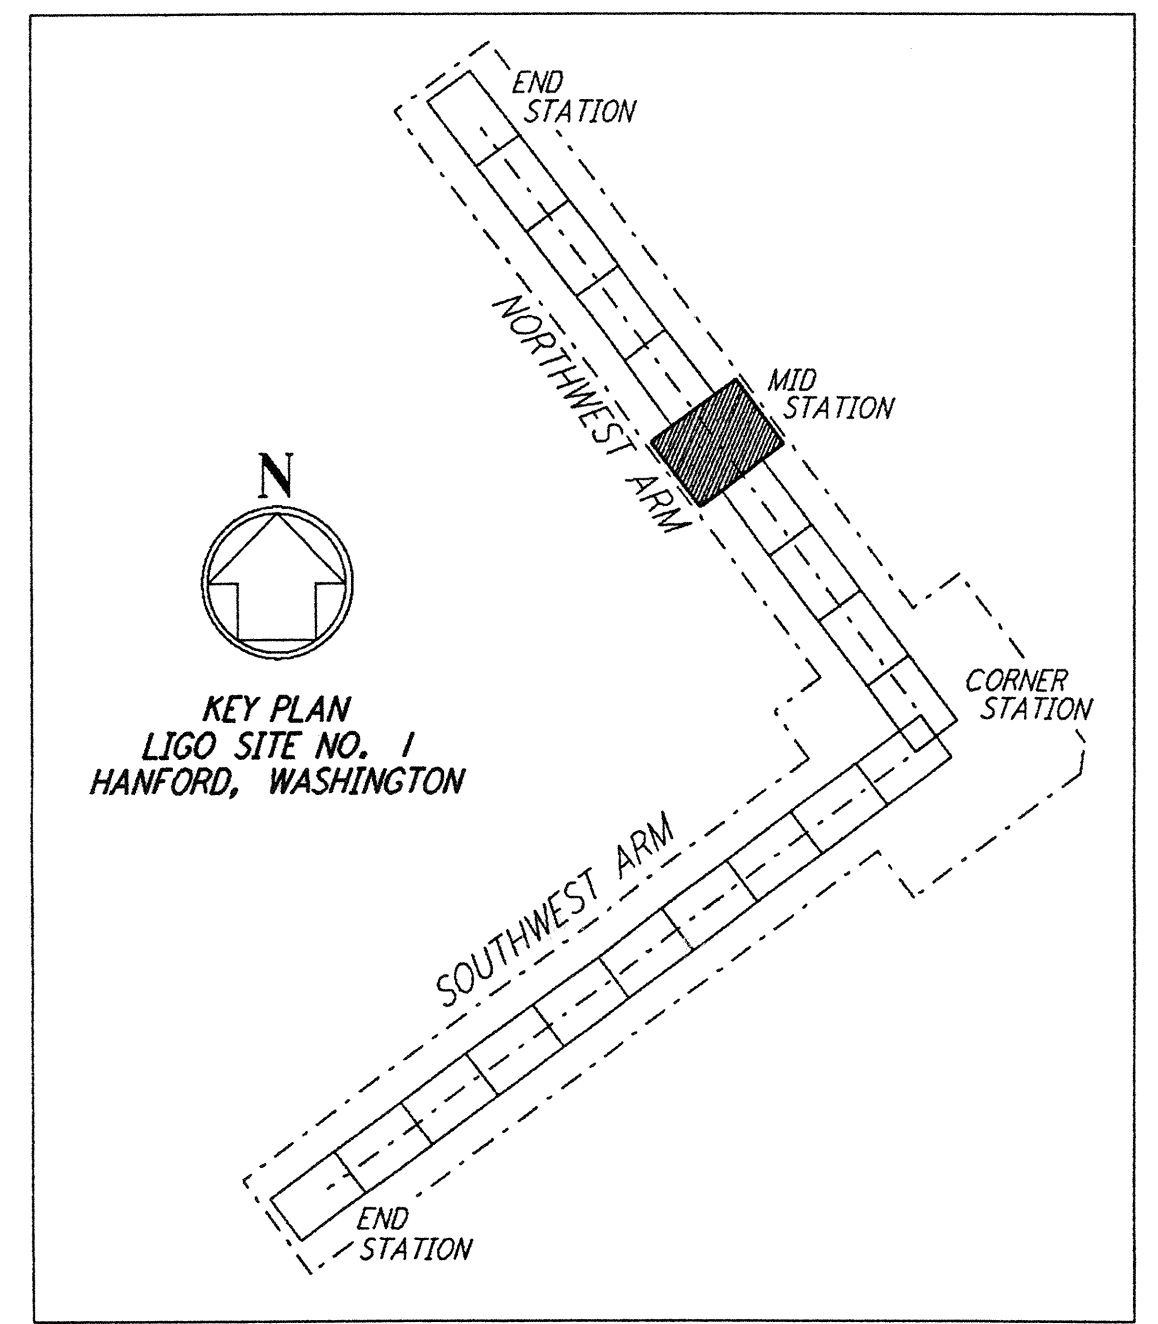 END
STATION
NORTHWEST ARM
MID
STATION
N
CORNER
STATION
KEY PLAN
LIGO SITE NO. 1
HANFORD, WASHINGTON
SOUTHWEST ARM
END
STATION